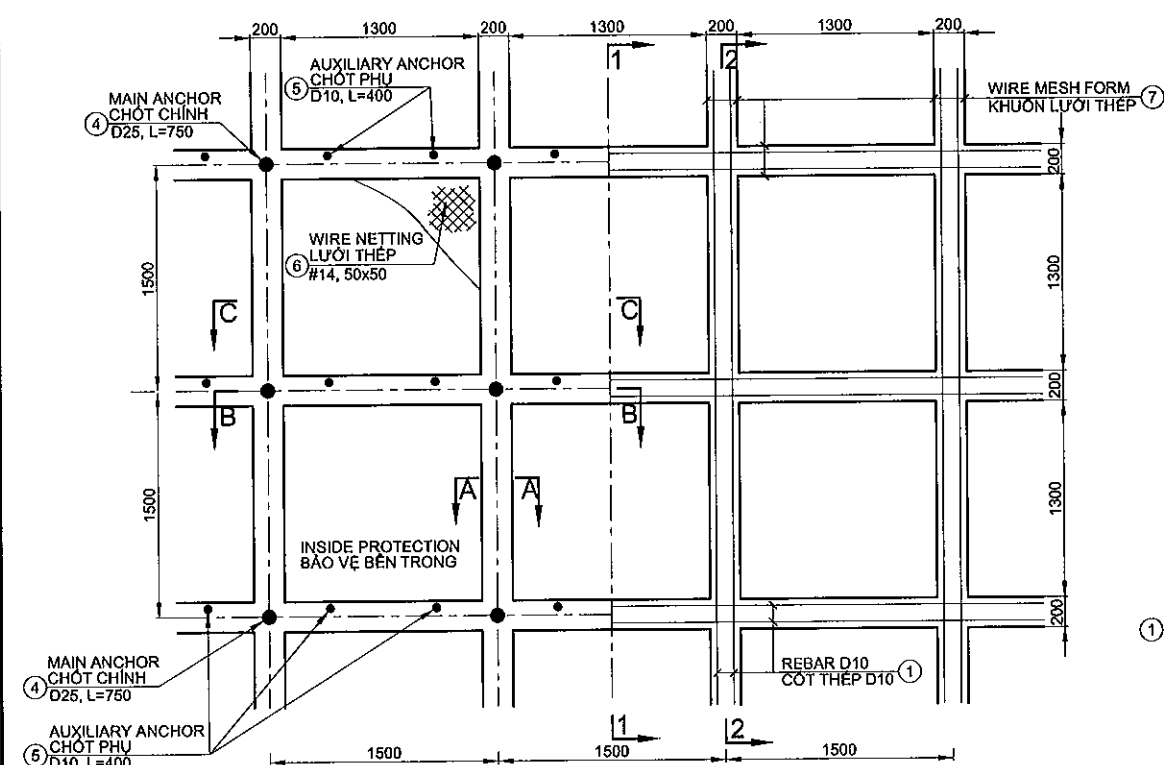 200
1300
200
1300
200
1300
200
1
2
AUXILIARY ANCHOR
CHỐT PHỤ
D10, L=400
5
MAIN ANCHOR
CHỐT CHÍNH
D25, L=750
4
WIRE MESH FORM
KHUÔN LƯỚI THÉP
7
200
WIRE NETTING
LƯỚI THÉP
#14, 50x50
6
1500
1300
C
C
200
B
B
1500
A
A
1300
INSIDE PROTECTION
BẢO VỆ BÊN TRONG
200
1
MAIN ANCHOR
CHỐT CHÍNH
D25, L=750
4
REBAR D10
CỐT THÉP D10
1
AUXILIARY ANCHOR
CHỐT PHỤ
D10, L=400
5
1
2
1500
1500
1500